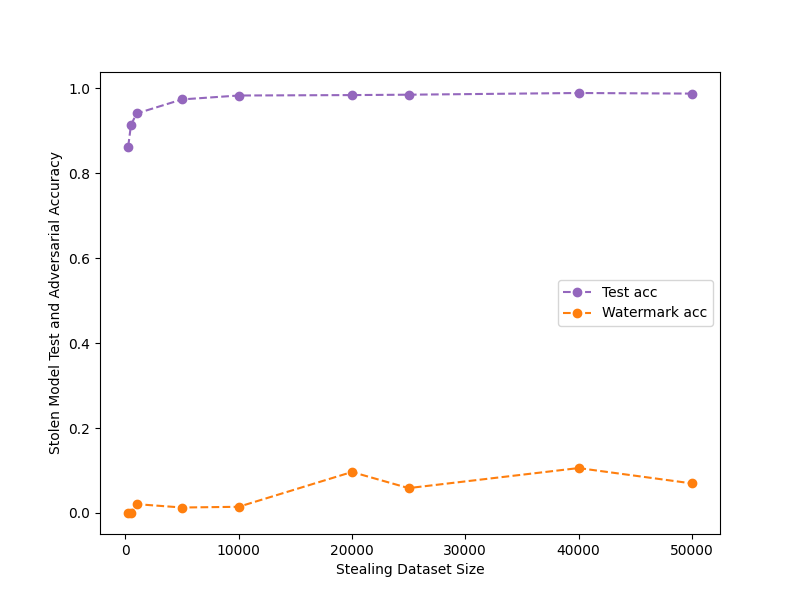 1.0
0.8
0.6
0.4
0.2
0.0
Stolen Model Test and Adversarial Accuracy
Test acc
Watermark acc
0 10000 20000 30000 40000 50000
Stealing Dataset Size